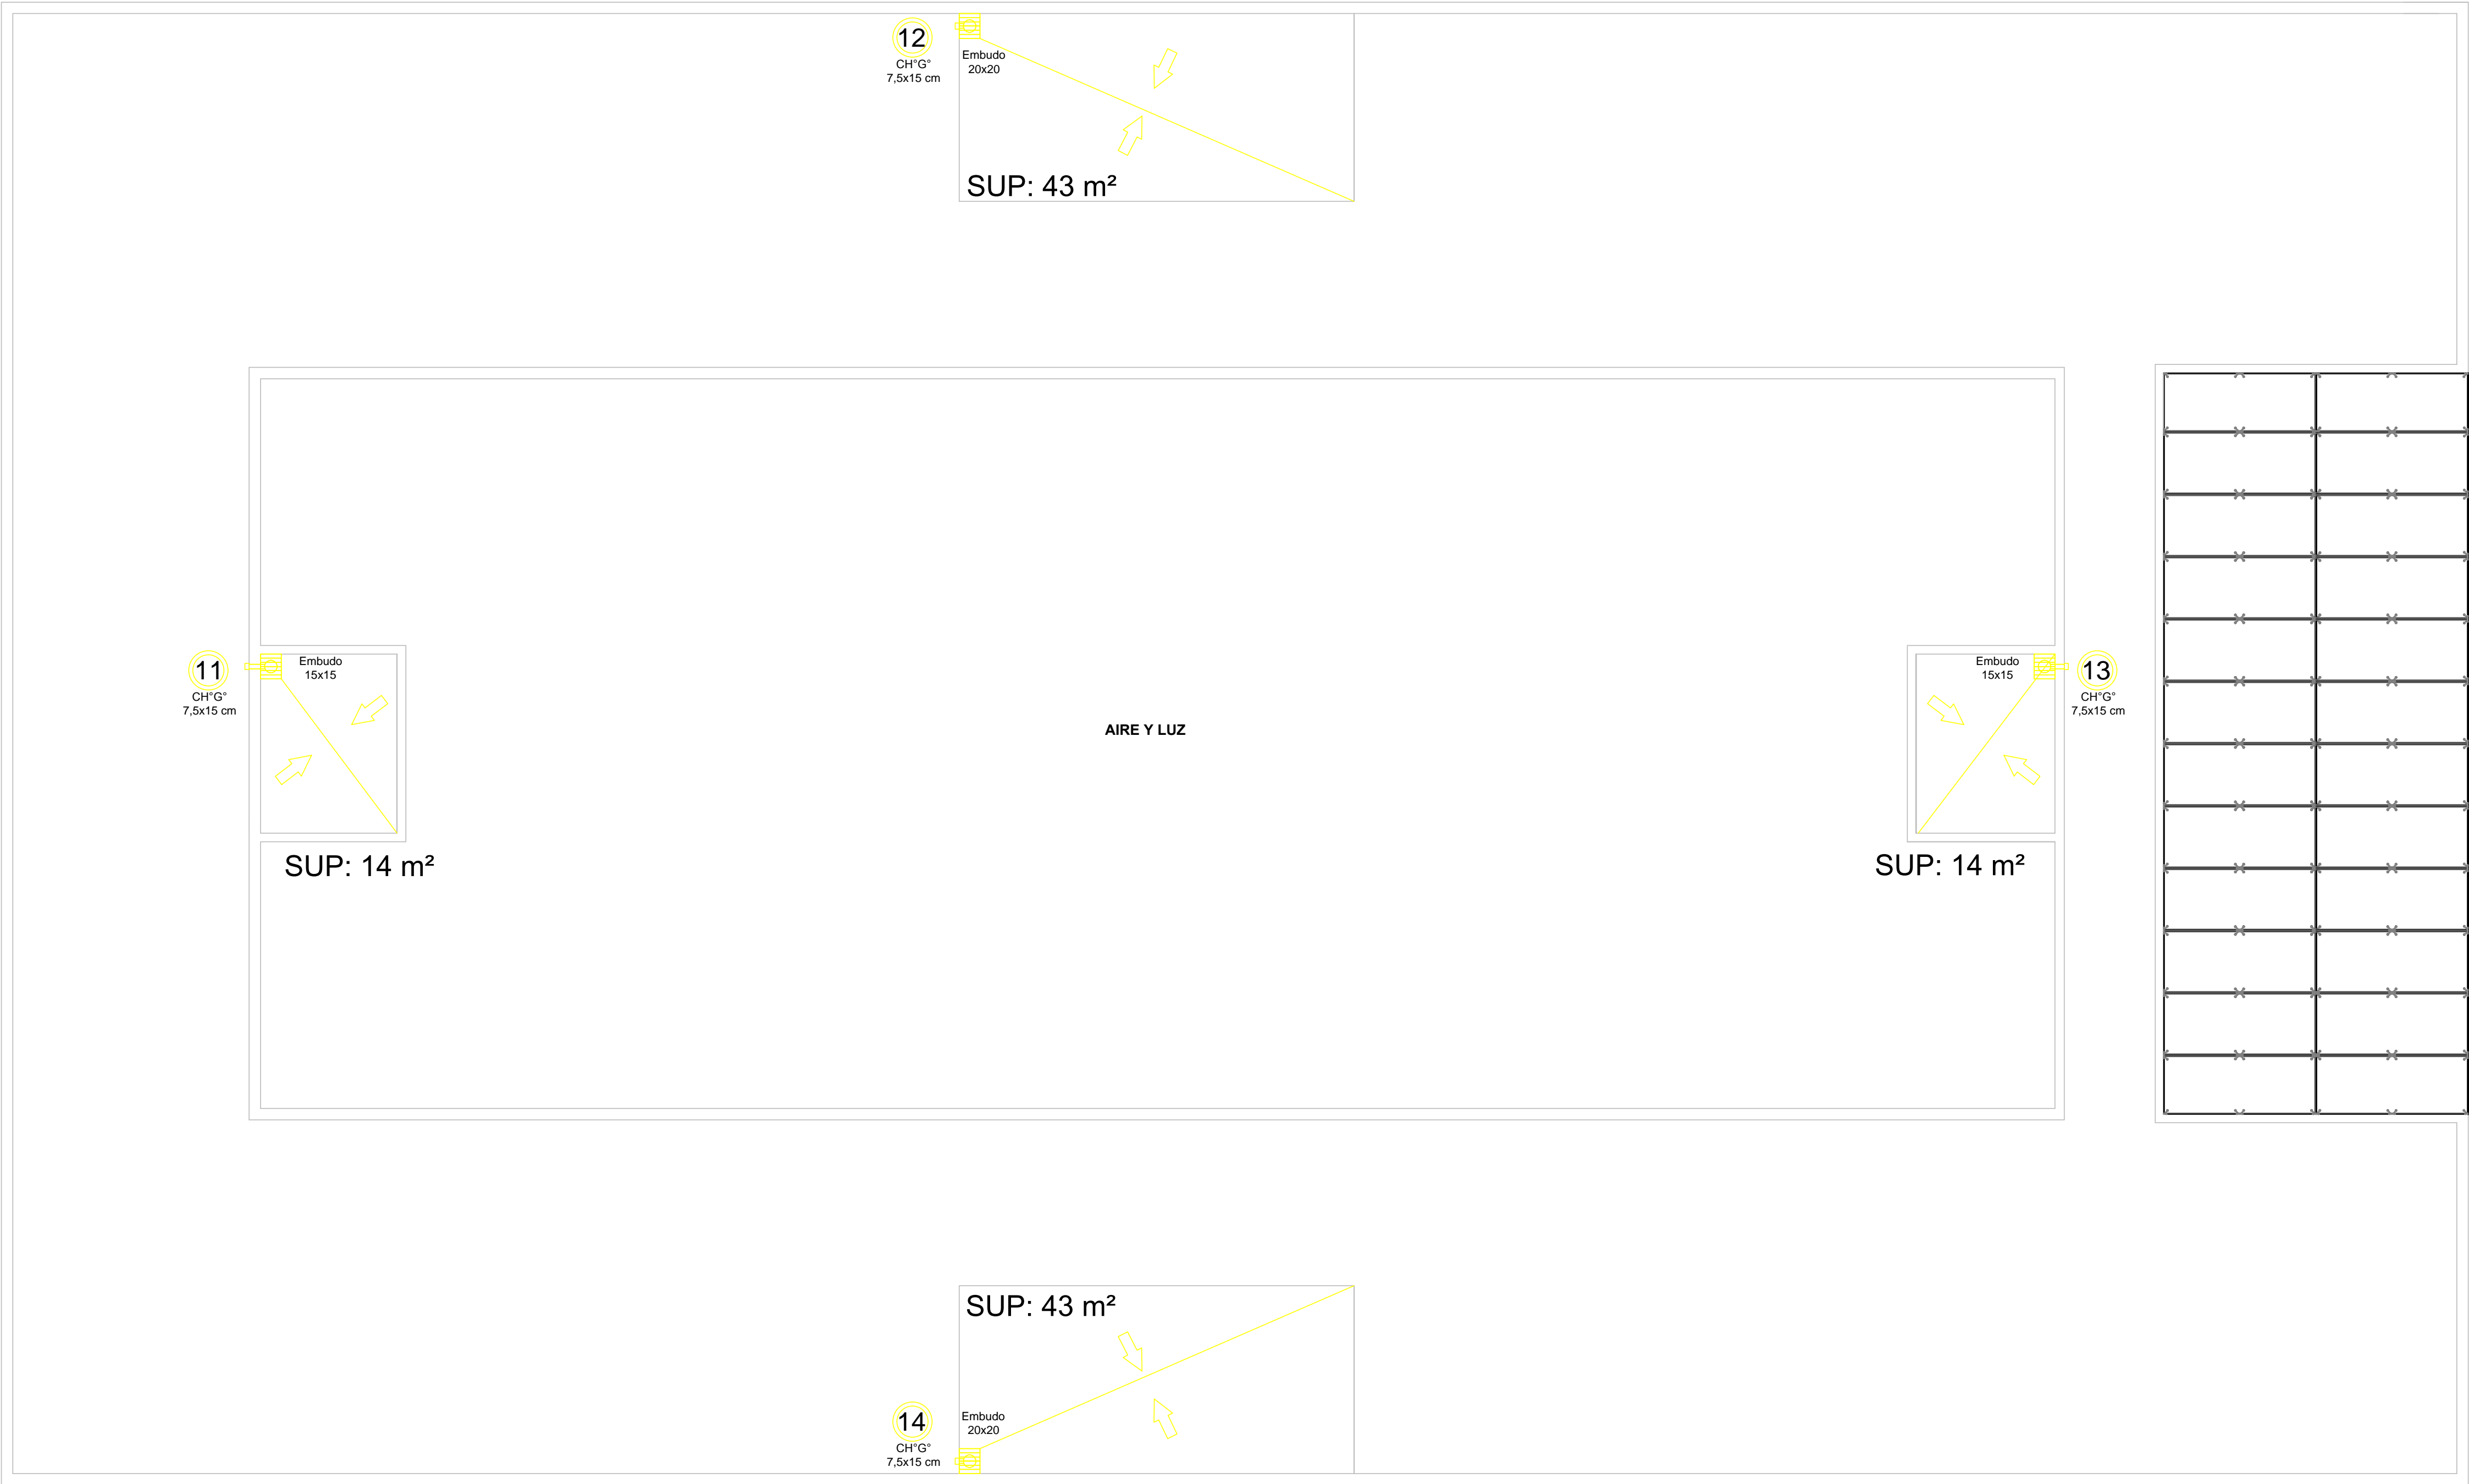 12
CH°G°
7,5x15 cm
Embudo
20x20
SUP: 43 m²
11
CH°G°
7,5x15 cm
Embudo
15x15
SUP: 14 m²
AIRE Y LUZ
Embudo
15x15
13
CH°G°
7,5x15 cm
SUP: 14 m²
SUP: 43 m²
14
CH°G°
7,5x15 cm
Embudo
20x20